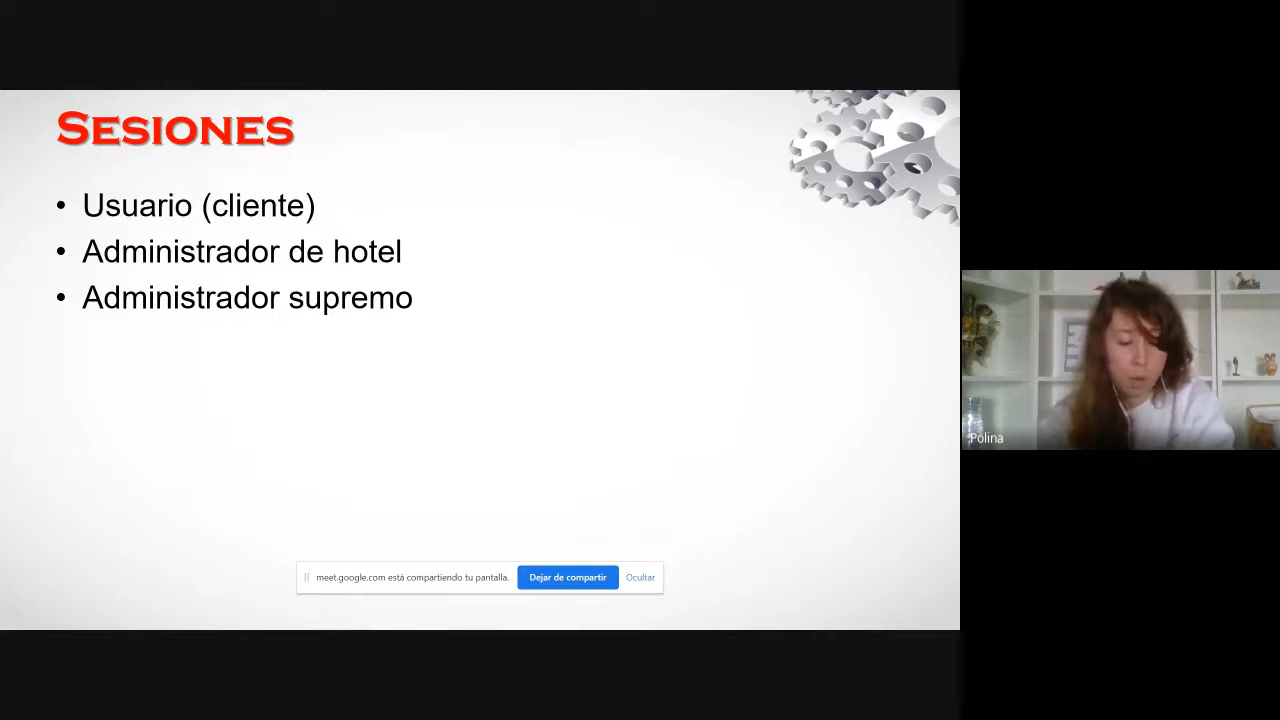 SESIONES
• Usuario (cliente)
• Administrador de hotel
• Administrador supremo
meet.google.com está compartiendo tu pantalla. Dejar de compartir Ocultar
Polina